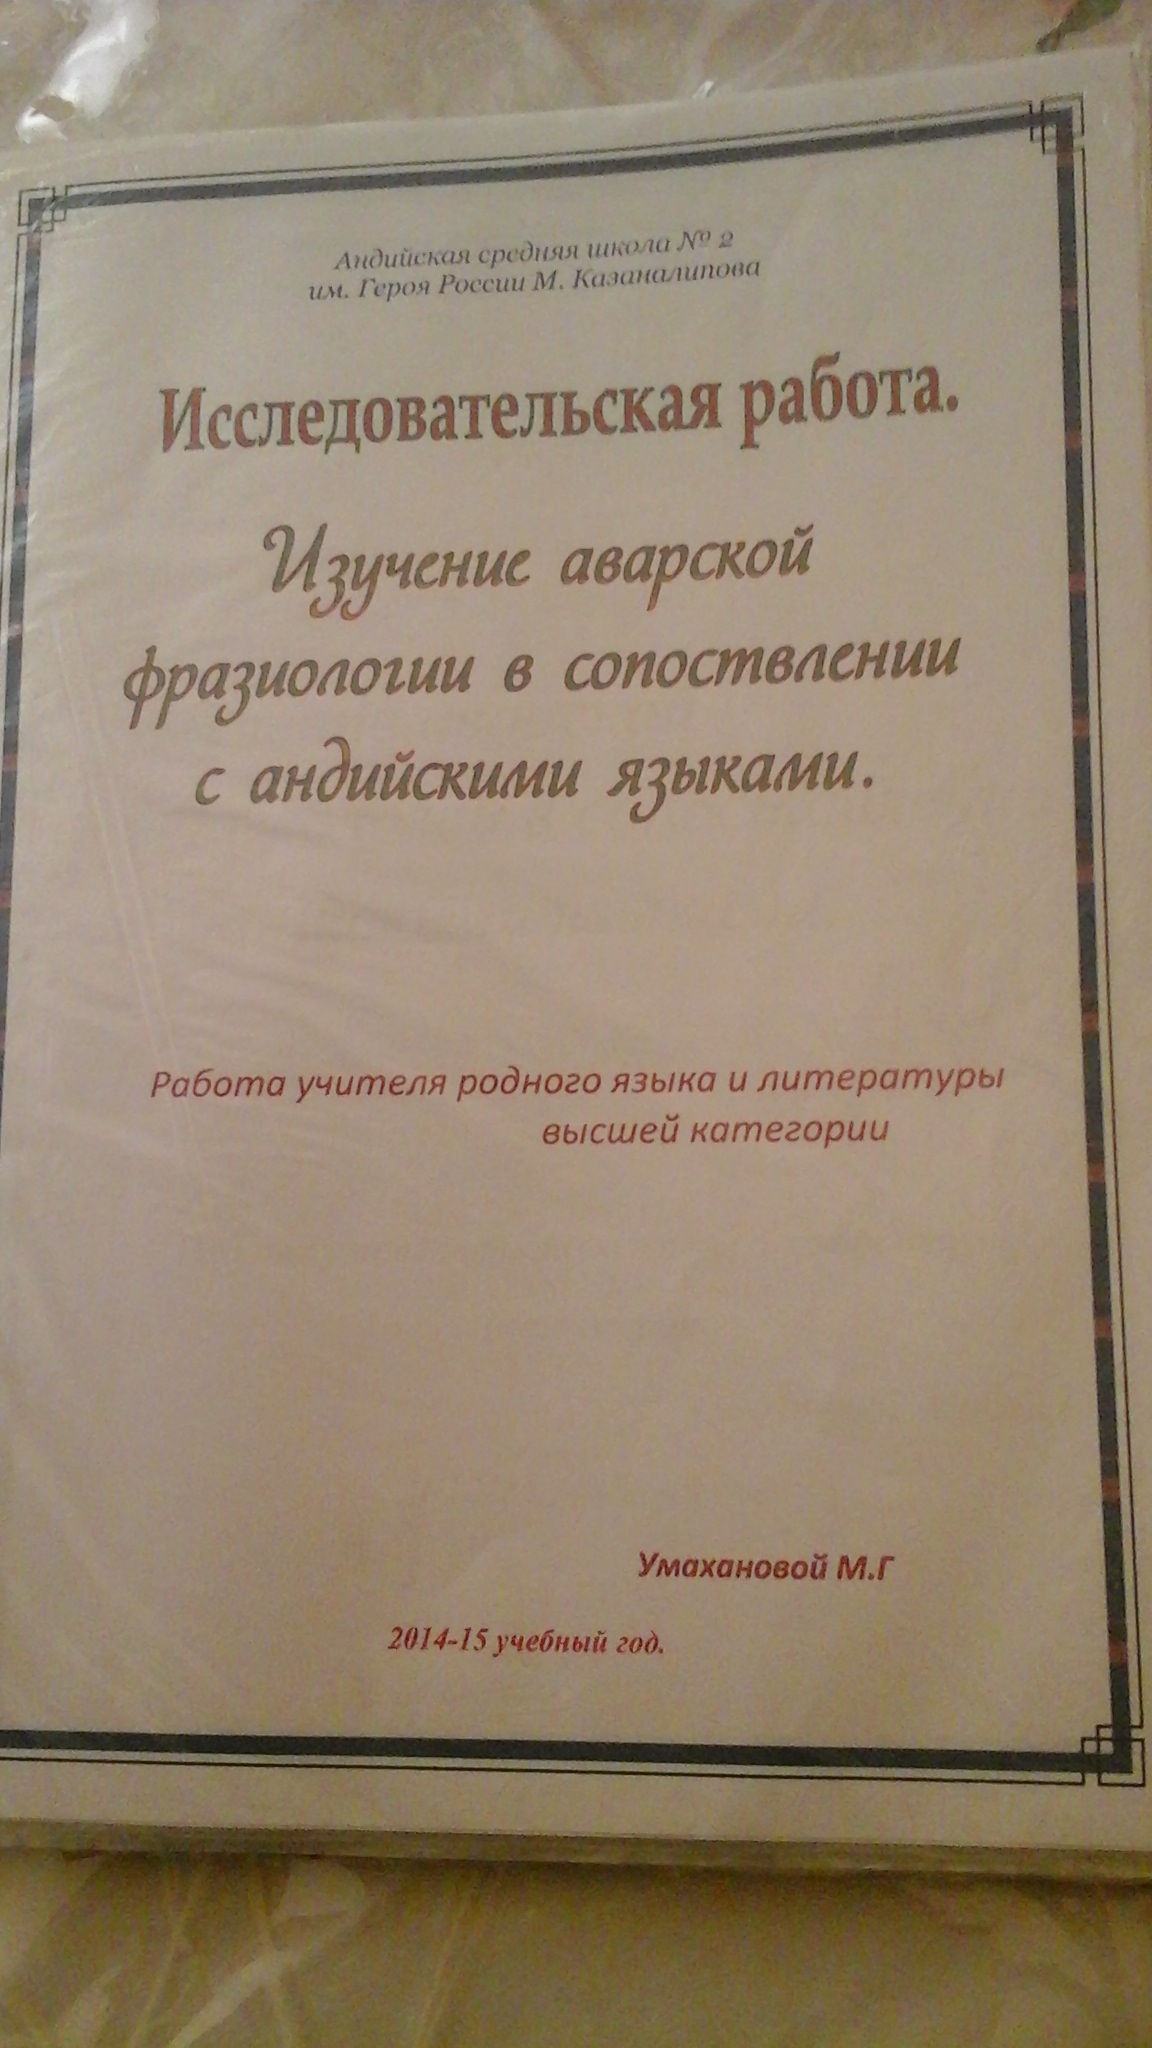 Андийская средняя школа № 2
им. Героя России М. Казаналипова
Исследовательская работа.
Изучение аварской
фразиологии в сопоствлении
с андийскими языками.
Работа учителя родного языка и литературы
высшей категории
Умахановой М.Г
2014-15 учебный год.